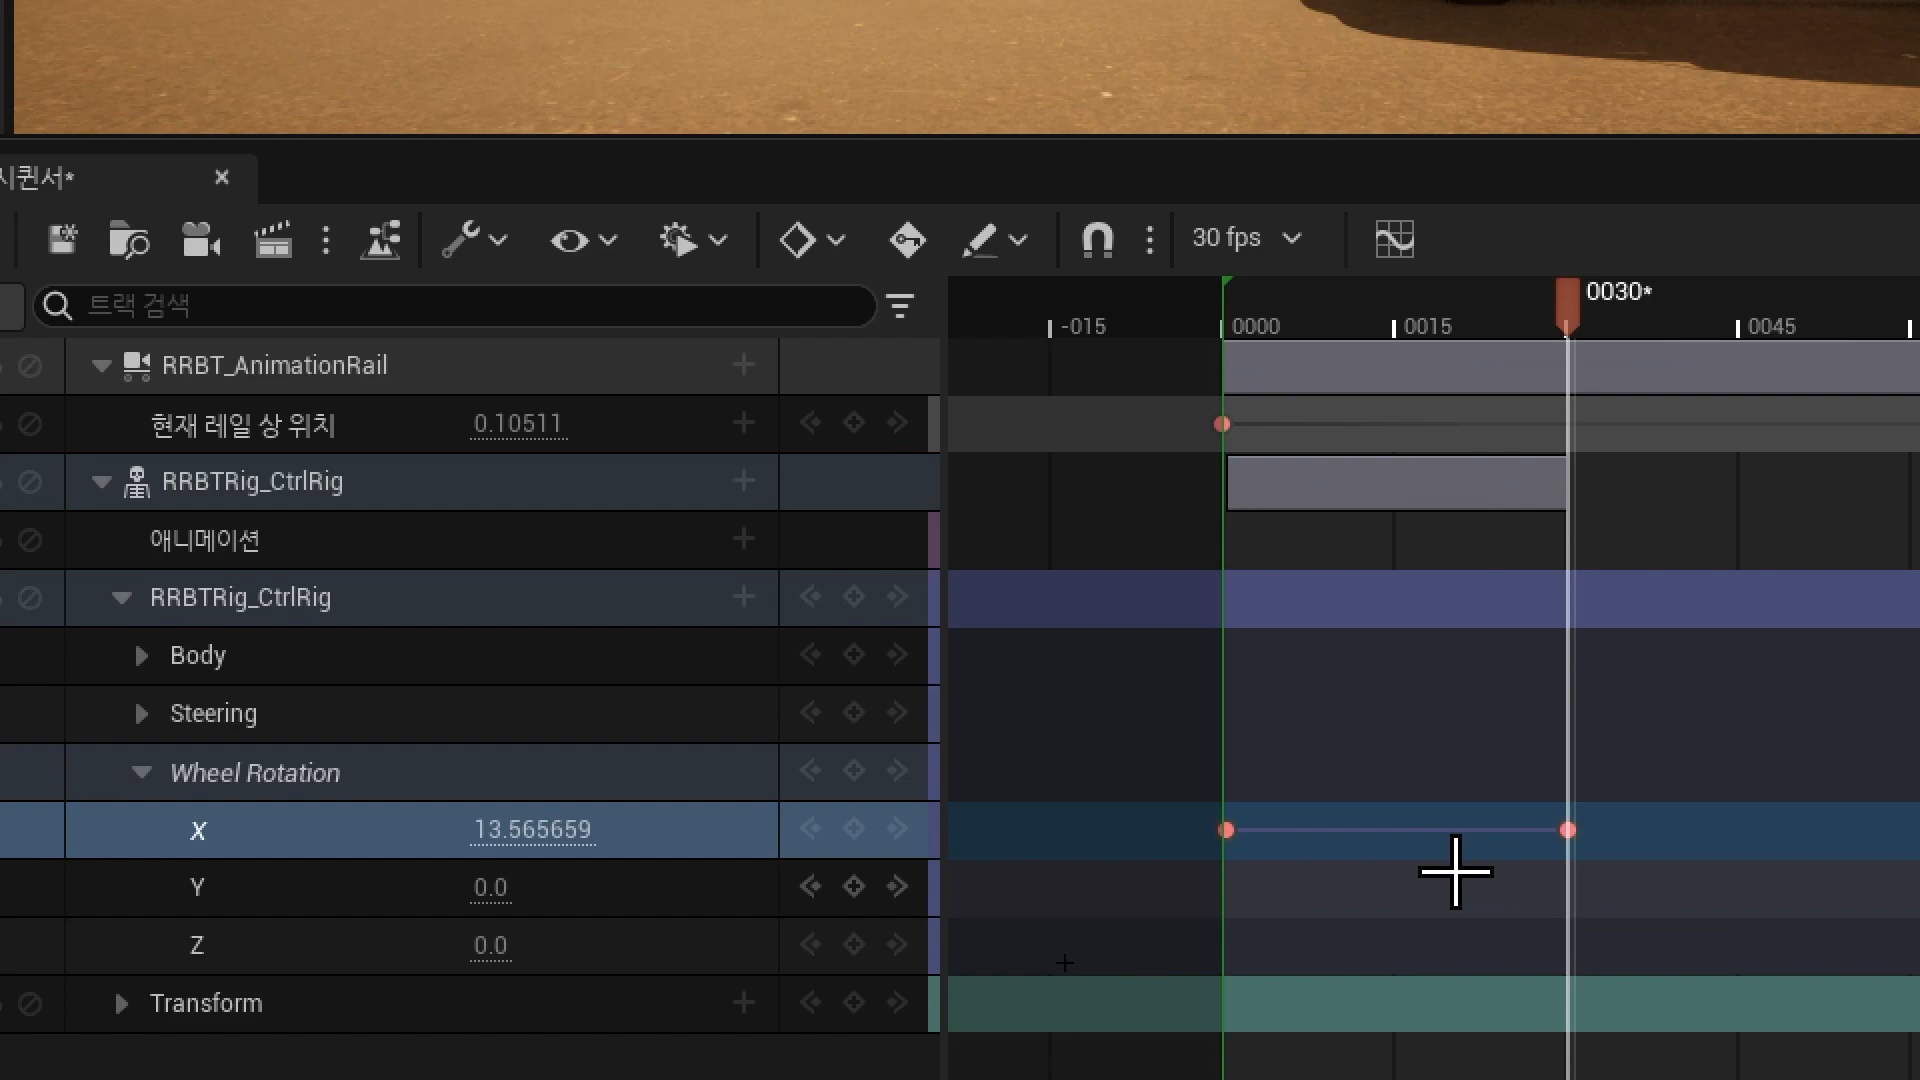 시퀀서*
30 fps
트랙 검색
0030*
-015
0000
0015
0045
RRBT_AnimationRail
현재 레일 상 위치 0.10511
RRBTRig_CtrlRig
애니메이션
RRBTRig_CtrlRig
Body
Steering
Wheel Rotation
X 13.565659
Y 0.0
Z 0.0
Transform